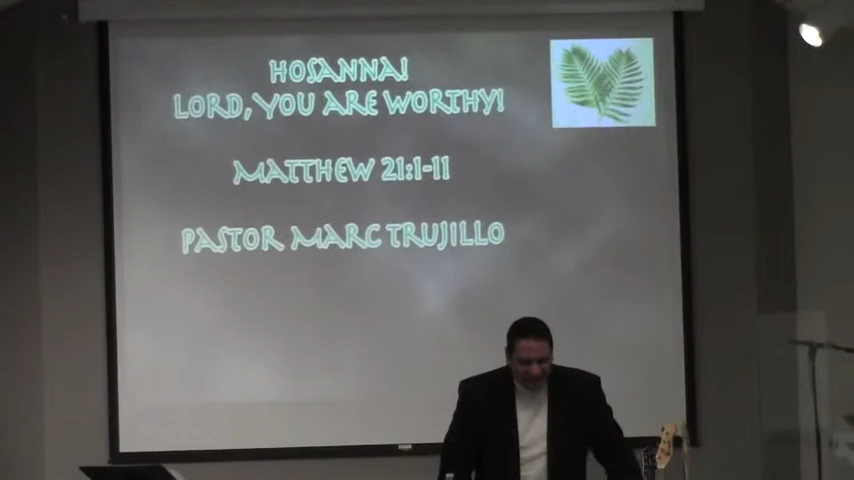 HOSANNA!
LORD, YOU ARE WORTHY!
MATTHEW 21:1-11
PASTOR MARC TRUJILLO